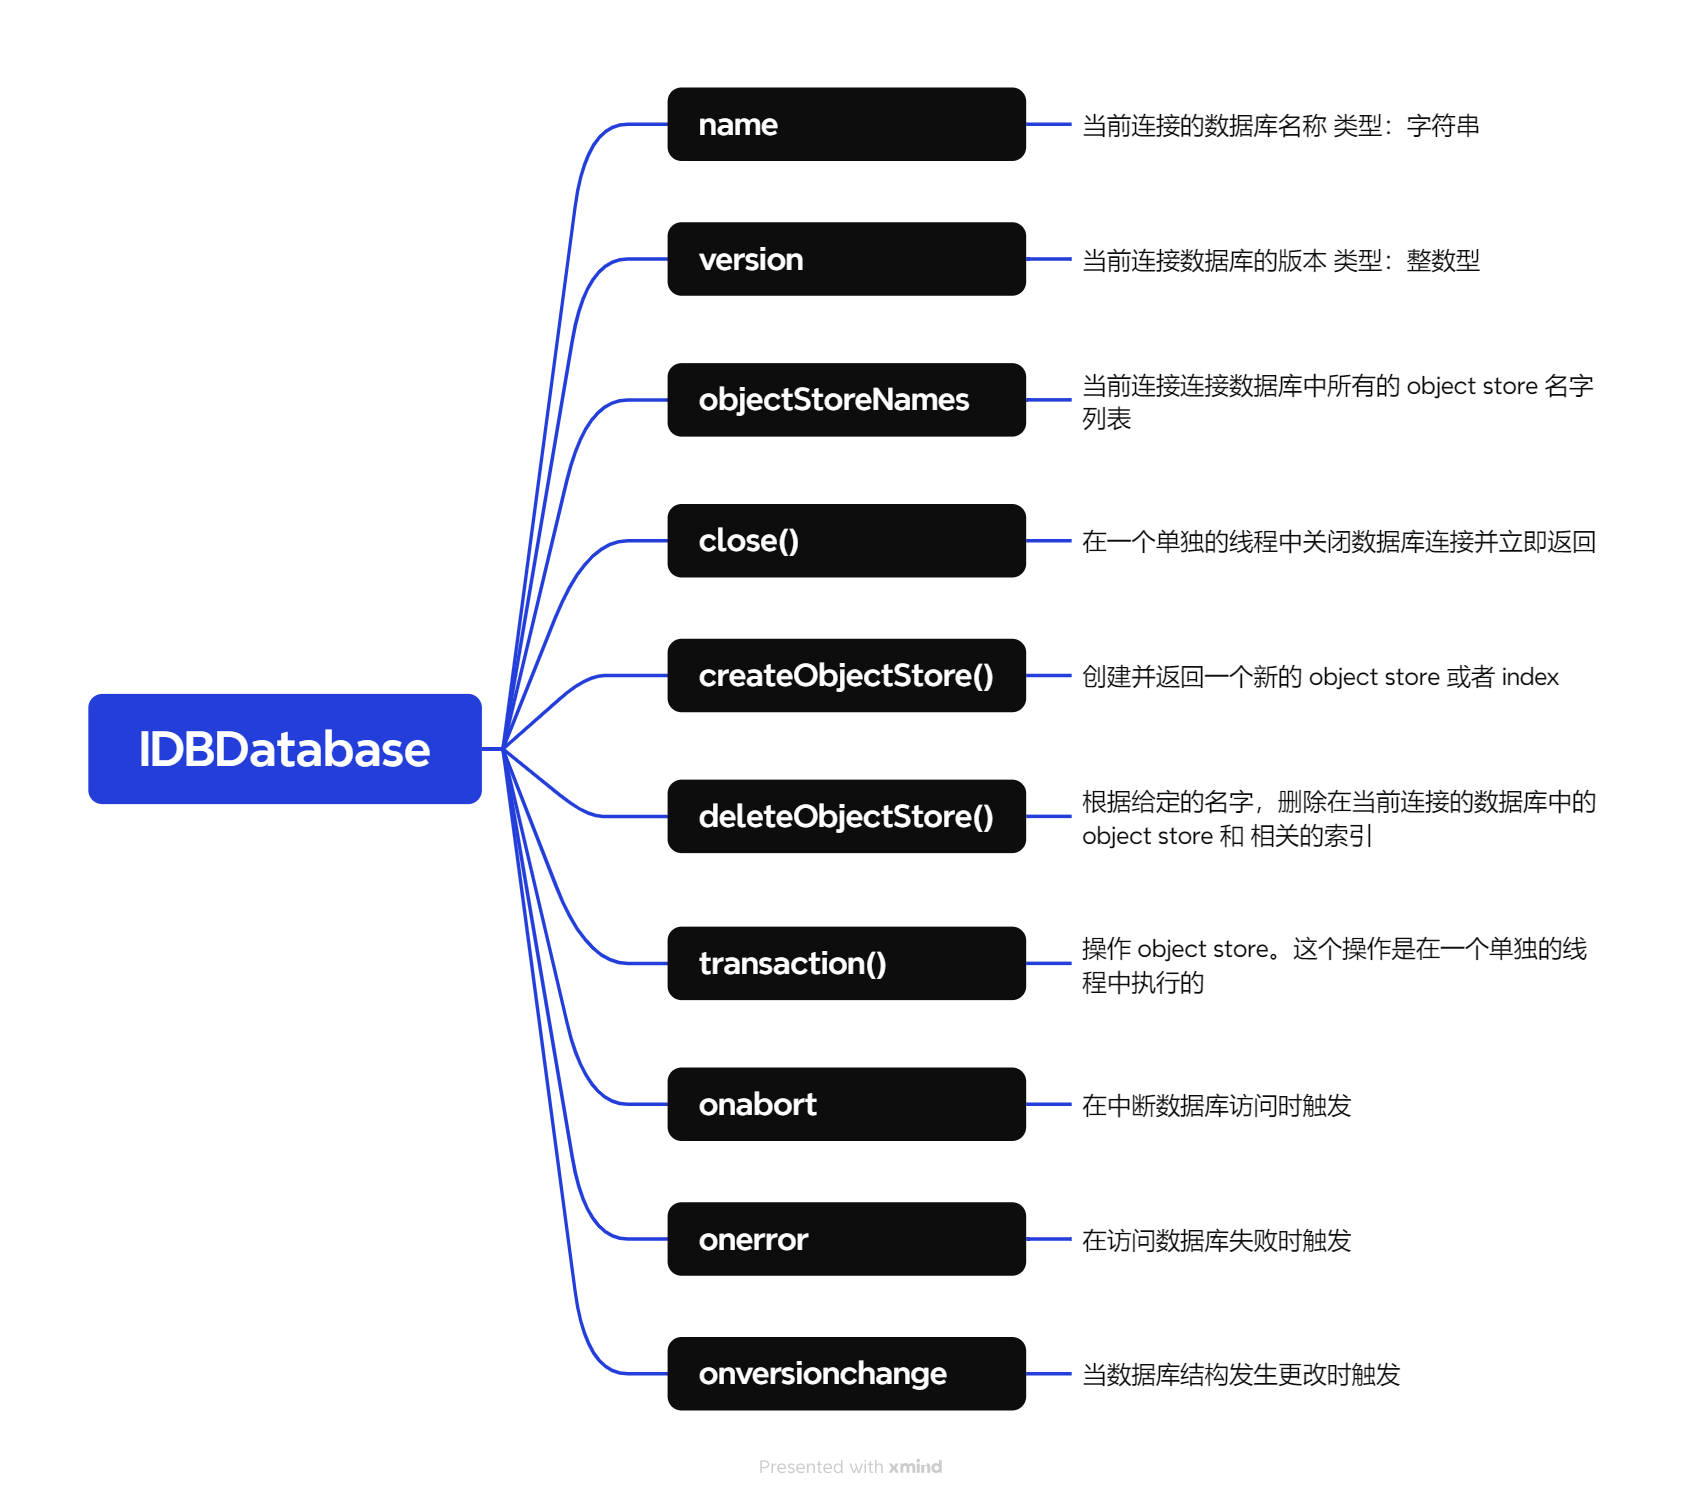 name
当前连接的数据库名称 类型：字符串
version
当前连接数据库的版本 类型：整数型
objectStoreNames
当前连接连接数据库中所有的 object store 名字
列表
close()
在一个单独的线程中关闭数据库连接并立即返回
createObjectStore()
创建并返回一个新的 object store 或者 index
IDBDatabase
deleteObjectStore()
根据给定的名字，删除在当前连接的数据库中的
object store 和 相关的索引
transaction()
操作 object store。这个操作是在一个单独的线
程中执行的
onabort
在中断数据库访问时触发
onerror
在访问数据库失败时触发
onversionchange
当数据库结构发生更改时触发
Presented with xmind